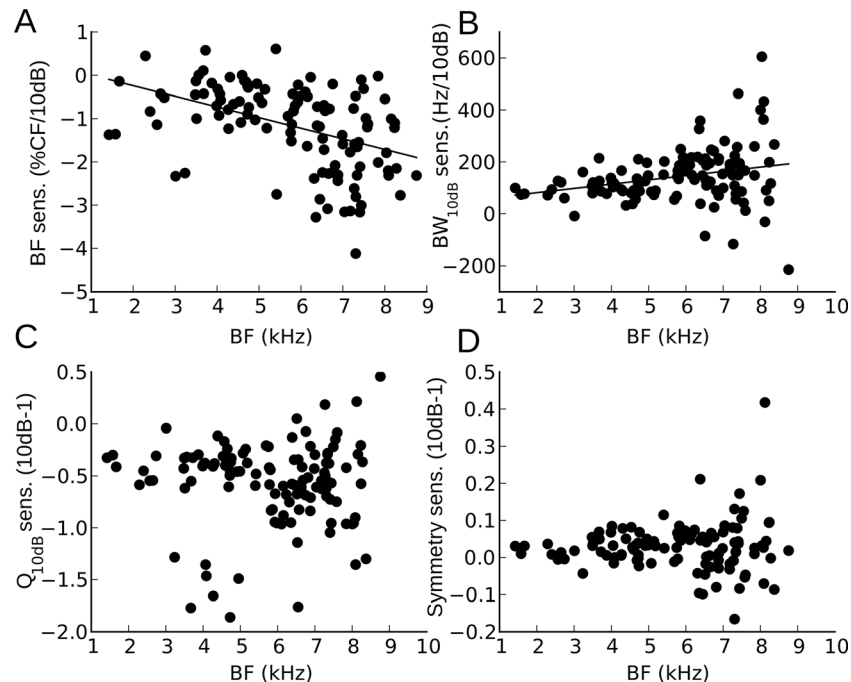 A
1
0
−1
−2
−3
−4
−5
BF sens. (%CF/10dB)
1 2 3 4 5 6 7 8 9
BF (kHz)
B
600
400
200
0
−200
BW10dB sens.(Hz/10dB)
1 2 3 4 5 6 7 8 9 10
BF (kHz)
C
0.5
0.0
−0.5
−1.0
−1.5
−2.0
Q10dB sens. (10dB-1)
1 2 3 4 5 6 7 8 9 10
BF (kHz)
D
0.5
0.4
0.3
0.2
0.1
0.0
−0.1
−0.2
Symmetry sens. (10dB-1)
1 2 3 4 5 6 7 8 9 10
BF (kHz)